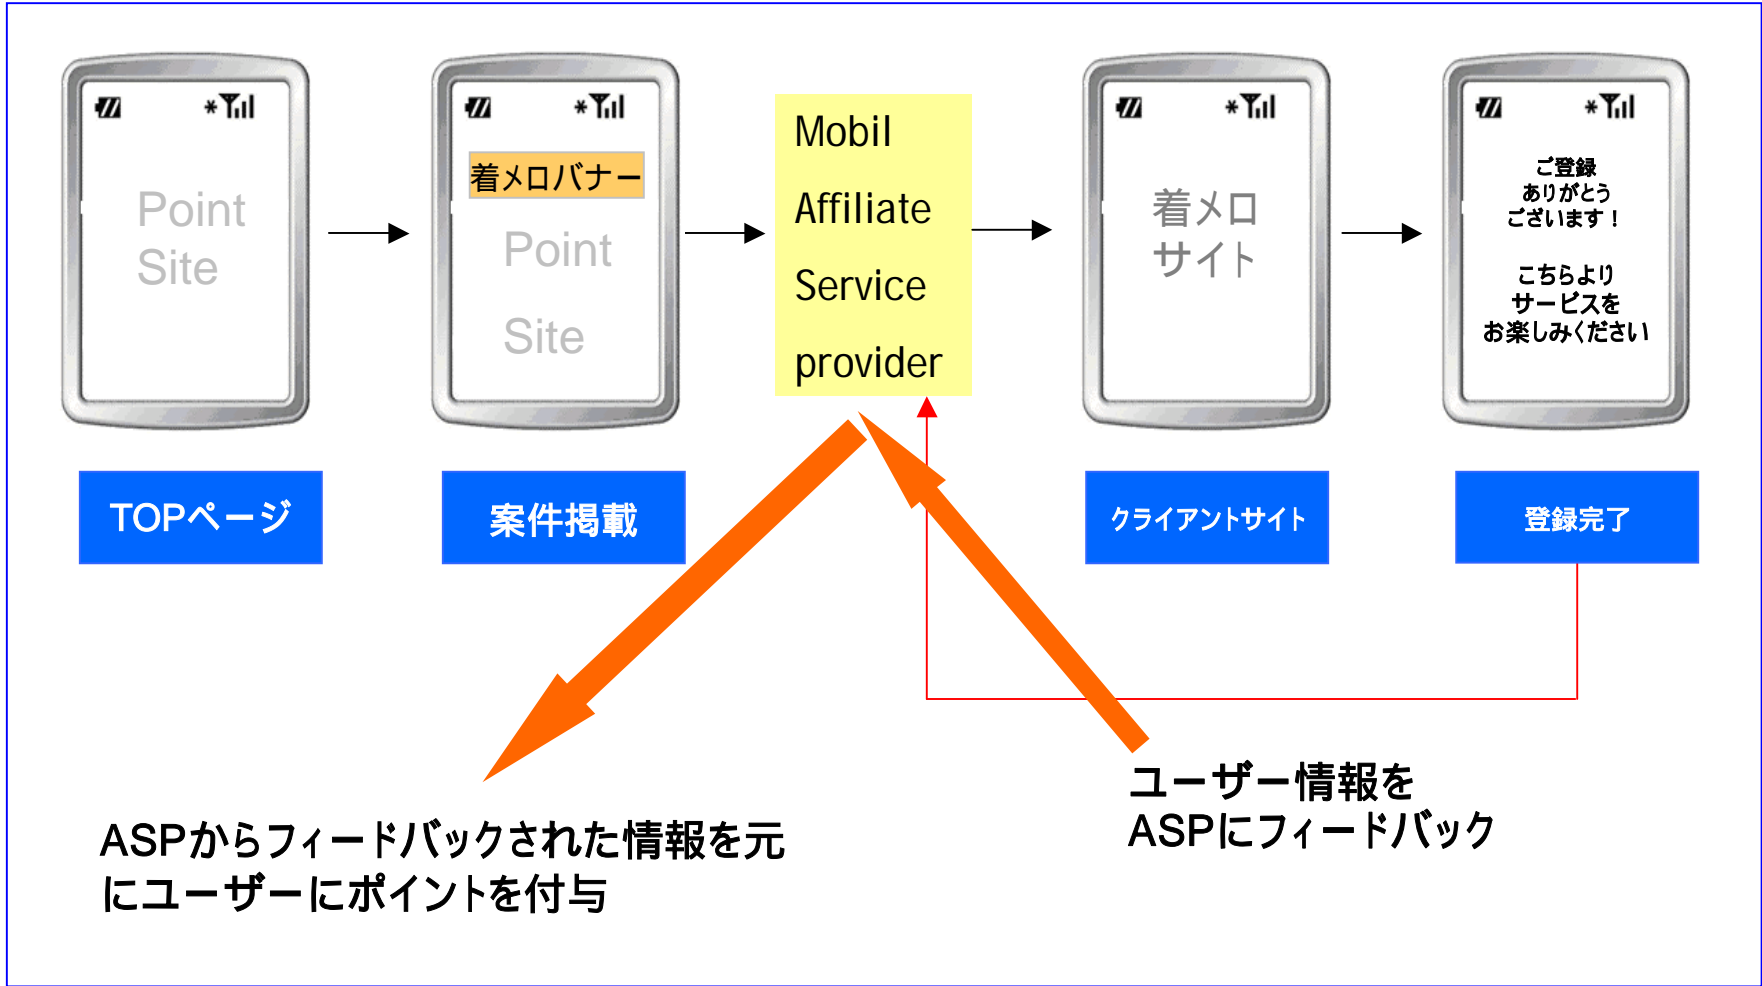 Point
Site
着メロバナー
Point
Site
Mobil
Affiliate
Service
provider
着メロ
サイト
ご登録
ありがとう
ございます！
こちらより
サービスを
お楽しみください
TOPページ
案件掲載
クライアントサイト
登録完了
ユーザー情報を
ASPにフィードバック
ASPからフィードバックされた情報を元
にユーザーにポイントを付与